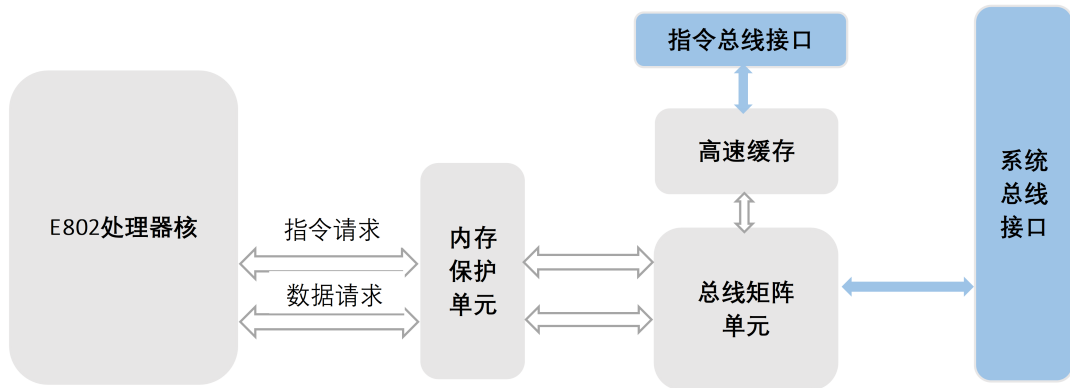 指令总线接口
高速缓存
系统
总线
接口
E802处理器核
指令请求
数据请求
内存
保护
单元
总线矩阵
单元